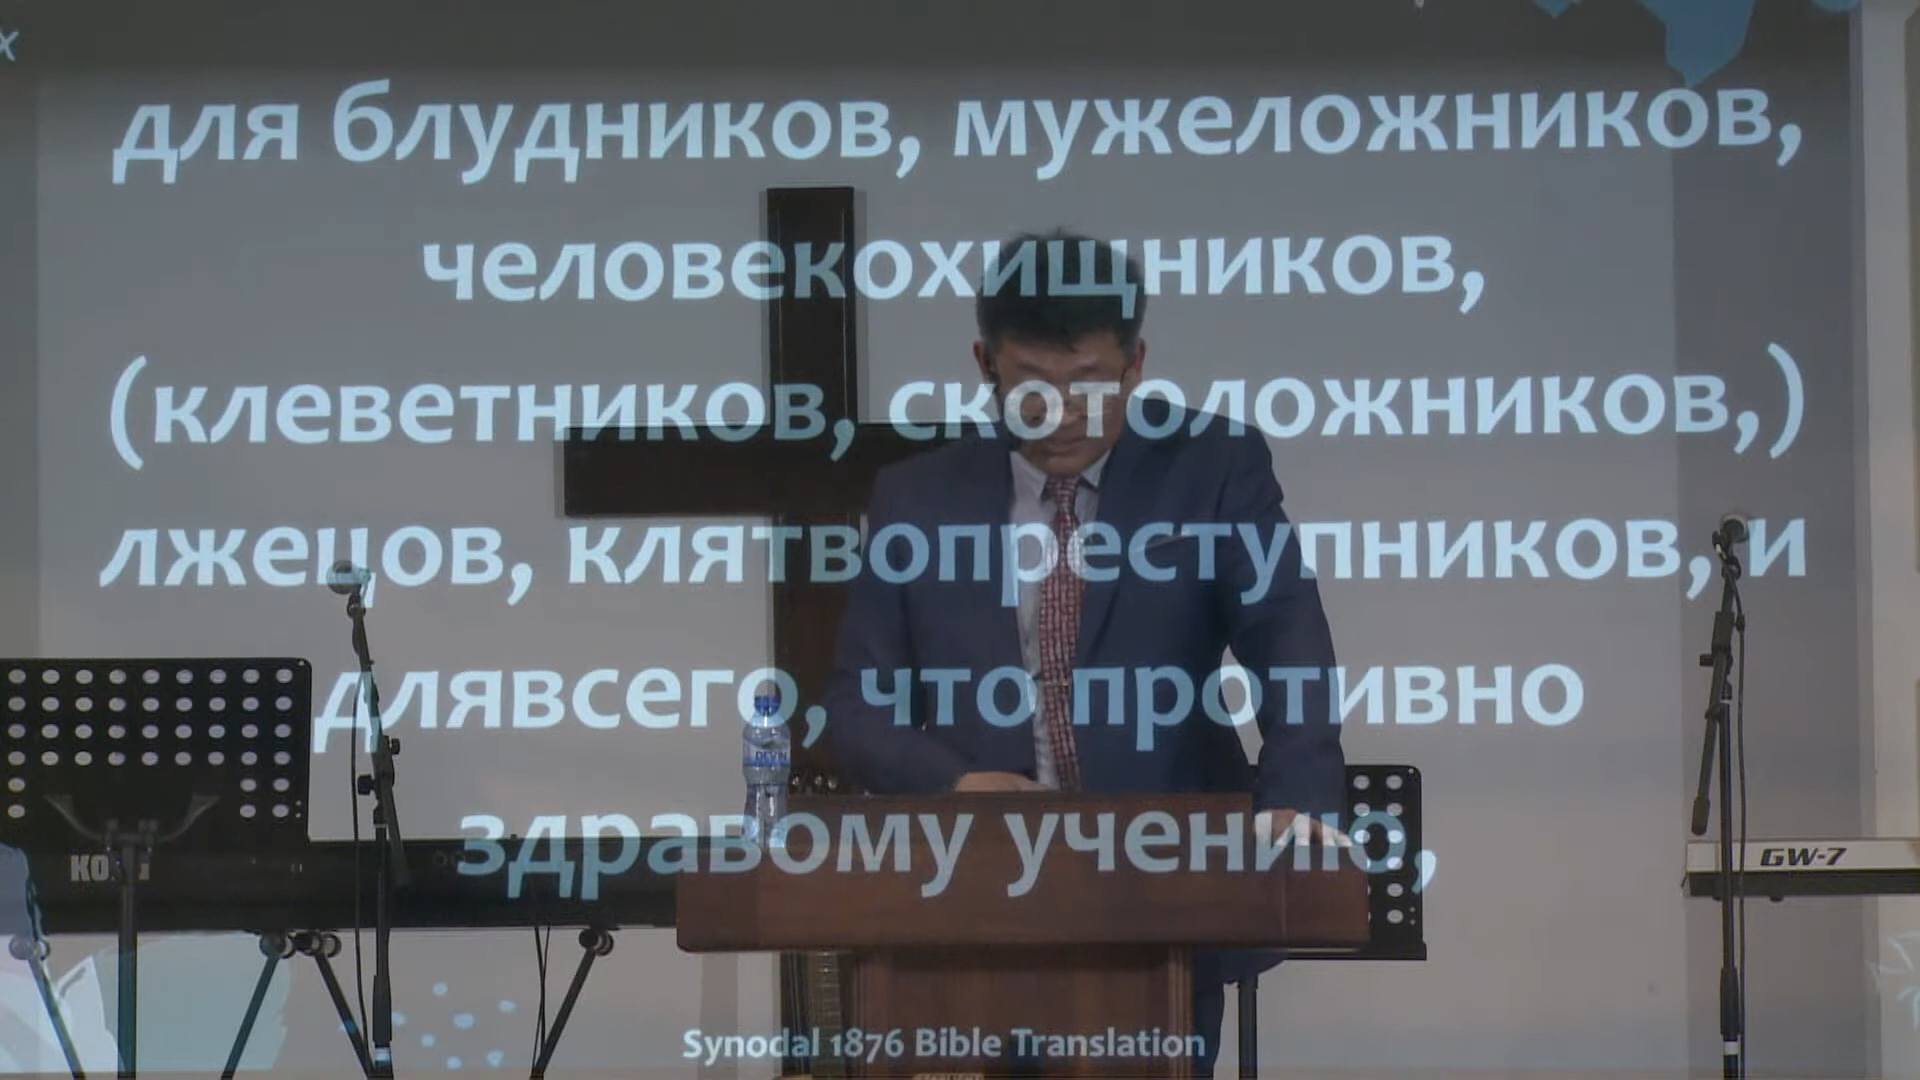 х
для блудников, мужеложников,
человекохищников,
(клеветников, скотоложников,)
лжецов, клятвопреступников, и
длявсего, что противно
здравому учению,
DEVIN
GW-7
Synodal 1876 Bible Translation